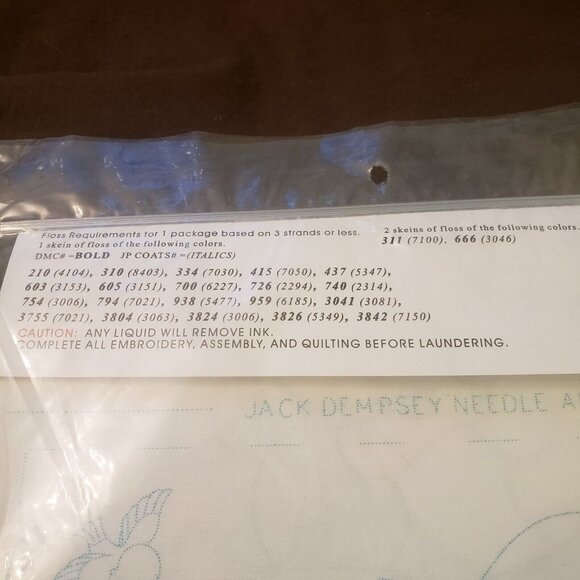 Floss Requirements for 1 package based on 3 strands or less.
1 skein of floss of the following colors.
DMC# =BOLD JP COATS# =(ITALICS)
2 skeins of floss of the following colors.
311 (7100), 666 (3046)
210 (4104), 310 (8403), 334 (7030), 415 (7050), 437 (5347),
603 (3153), 605 (3151), 700 (6227), 726 (2294), 740 (2314),
754 (3006), 794 (7021), 938 (5477), 959 (6185), 3041 (3081),
3755 (7021), 3804 (3063), 3824 (3006), 3826 (5349), 3842 (7150)
CAUTION: ANY LIQUID WILL REMOVE INK.
COMPLETE ALL EMBROIDERY, ASSEMBLY, AND QUILTING BEFORE LAUNDERING.
JACK DEMPSEY NEEDLE A